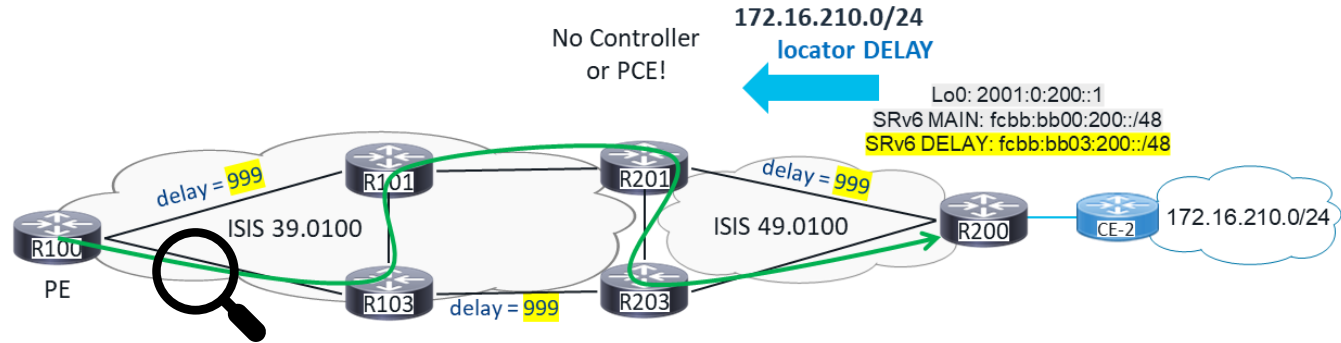 172.16.210.0/24
locator DELAY
No Controller
or PCE!
Lo0: 2001:0:200::1
SRv6 MAIN: fcbb:bb00:200::/48
SRv6 DELAY: fcbb:bb03:200::/48
delay = 999
R101
R201
delay = 999
ISIS 39.0100
ISIS 49.0100
R100
R200
CE-2
172.16.210.0/24
PE
R103
delay = 999
R203